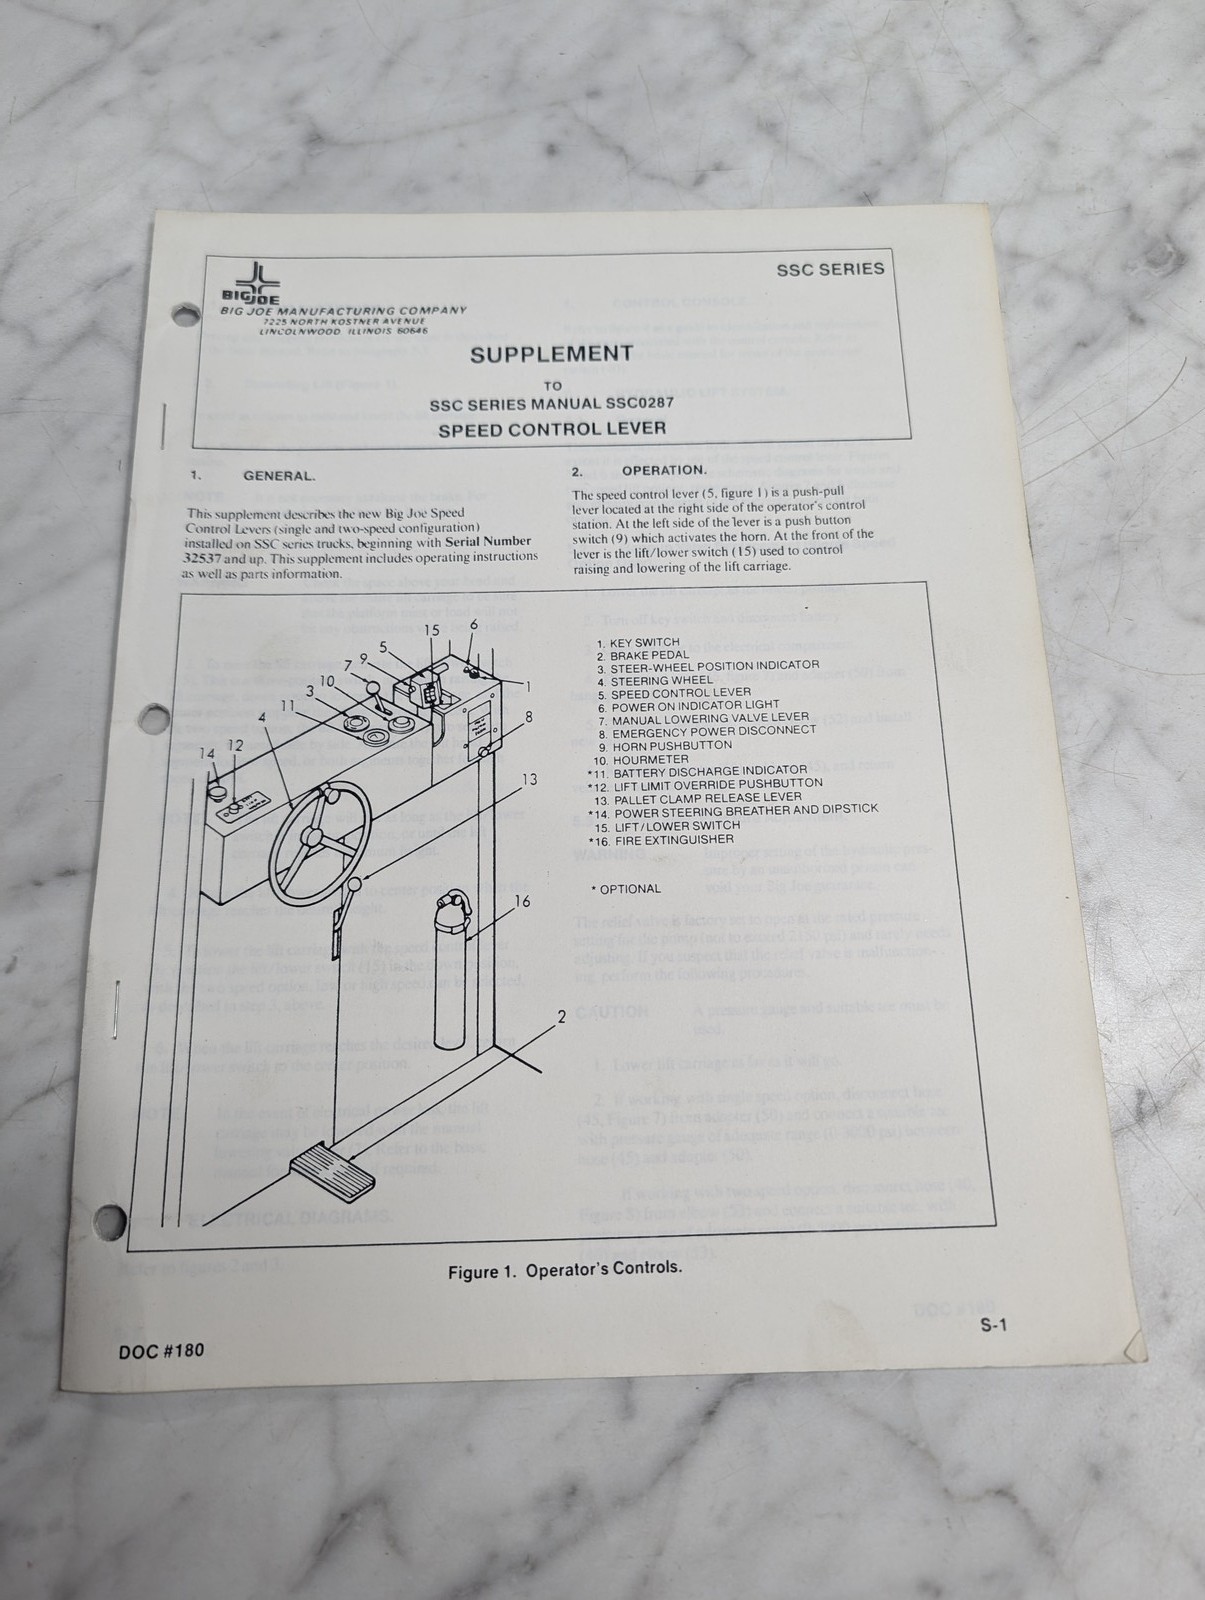 SSC SERIES
BIG JOE
BIG JOE MANUFACTURING COMPANY
7225 NORTH KOSTNER AVENUE
LINCOLNWOOD ILLINOIS 60646
SUPPLEMENT
TO
SSC SERIES MANUAL SSC0287
SPEED CONTROL LEVER
1. GENERAL.
This supplement describes the new Big Joe Speed
Control Levers (single and two-speed configuration)
installed on SSC series trucks, beginning with Serial Number
32537 and up. This supplement includes operating instructions
as well as parts information.
2. OPERATION.
The speed control lever (5, figure 1) is a push-pull
lever located at the right side of the operator's control
station. At the left side of the lever is a push button
switch (9) which activates the horn. At the front of the
lever is the lift/lower switch (15) used to control
raising and lowering of the lift carriage.
15
6
5
9
7
10
3
11
4
12
14
1
8
13
16
2
1. KEY SWITCH
2. BRAKE PEDAL
3. STEER-WHEEL POSITION INDICATOR
4. STEERING WHEEL
5. SPEED CONTROL LEVER
6. POWER ON INDICATOR LIGHT
7. MANUAL LOWERING VALVE LEVER
8. EMERGENCY POWER DISCONNECT
9. HORN PUSHBUTTON
10. HOURMETER
*11. BATTERY DISCHARGE INDICATOR
*12. LIFT LIMIT OVERRIDE PUSHBUTTON
13. PALLET CLAMP RELEASE LEVER
*14. POWER STEERING BREATHER AND DIPSTICK
15. LIFT/LOWER SWITCH
*16. FIRE EXTINGUISHER
* OPTIONAL
Figure 1. Operator's Controls.
S-1
DOC #180